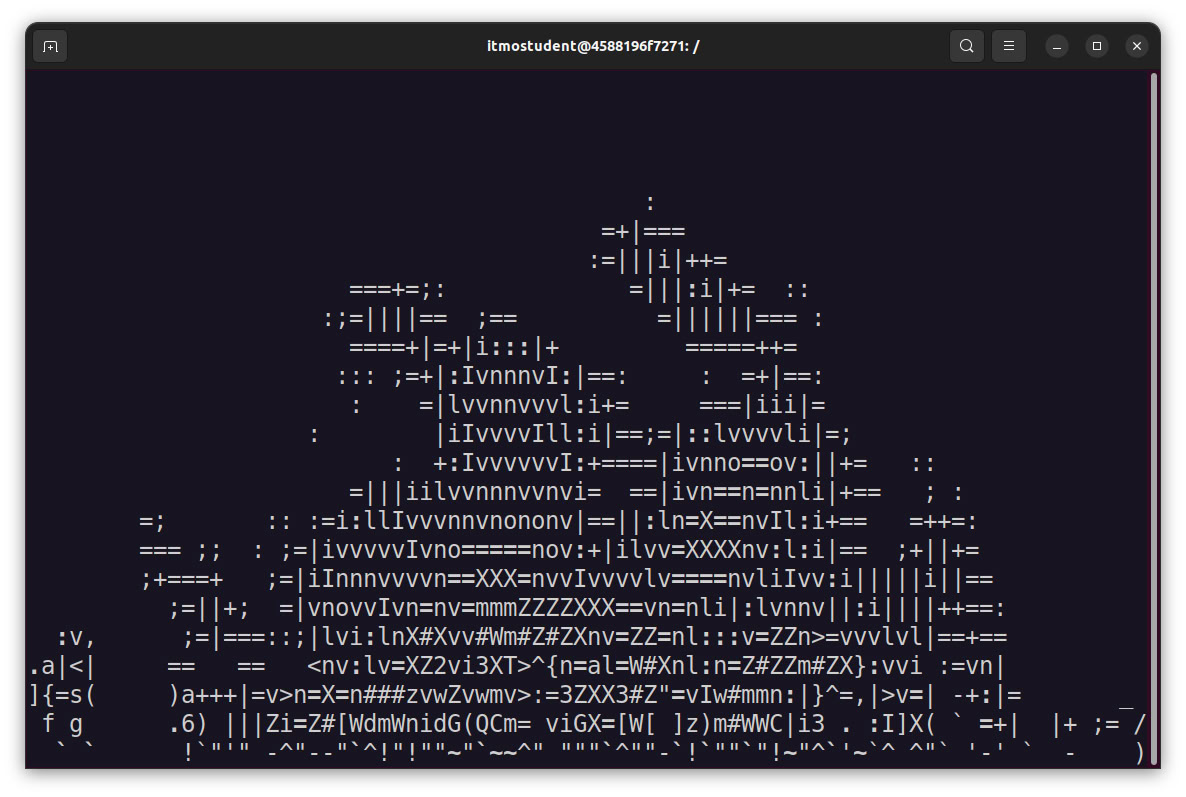 itmostudent@4588196f7271: /
:
=+|===
:=|||i|++=
===+=;: =|||:i|+= ::
:;=||||== ;== =||||||=== :
====+|=+|i:::|+ =====++=
::: ;=+|:IvnnnvI:|==: : =+|==:
: =|lvvnnvvvl:i+= ===|iii|=
: |iIvvvvIll:i|==;=|::lvvvvli|=;
: +:IvvvvvvI:+====|ivnno==ov:||+= ::
=|||iilvvnnnvvnvi= ==|ivn==n=nnli|+== ; :
=; :: :=i:llIvvvnnvnononv|==||:ln=X==nvIl:i+== =++=:
=== ;; : ;=|ivvvvvIvno=====nov:+|ilvv=XXXXnv:l:i|== ;+||+=
;+===+ ;=|iInnnvvvvn==XXX=nvvIvvvvlv====nvliIvv:i|||||i||==
;=||+; =|vnovvIvn=nv=mmmZZZZXXX==vn=nli|:lvnnv||:i||||++==:
:v, ;=|===::;|lvi:lnX#Xvv#Wm#Z#ZXnv=ZZ=nl:::v=ZZn>=vvvlvl|==+==
.a|<| == == <nv:lv=XZ2vi3XT>^{n=al=W#Xnl:n=Z#ZZm#ZX}:vvi :=vn|
]{=s( )a+++|=v>n=X=n###zvwZvwmv>:=3ZXX3#Z"=vIw#mmn:|}^=,|>v=| -+:|= _
f g .6) |||Zi=Z#[WdmWnidG(QCm= viGX=[W[ ]z)m#WWC|i3 . :I]X( ` =+| |+ ;= /
` ` !`"'" -^"--"`^!"!""~"`~~^" """`^""-`!`""`"!~"^`'~`^ ^"` '-' ` - )